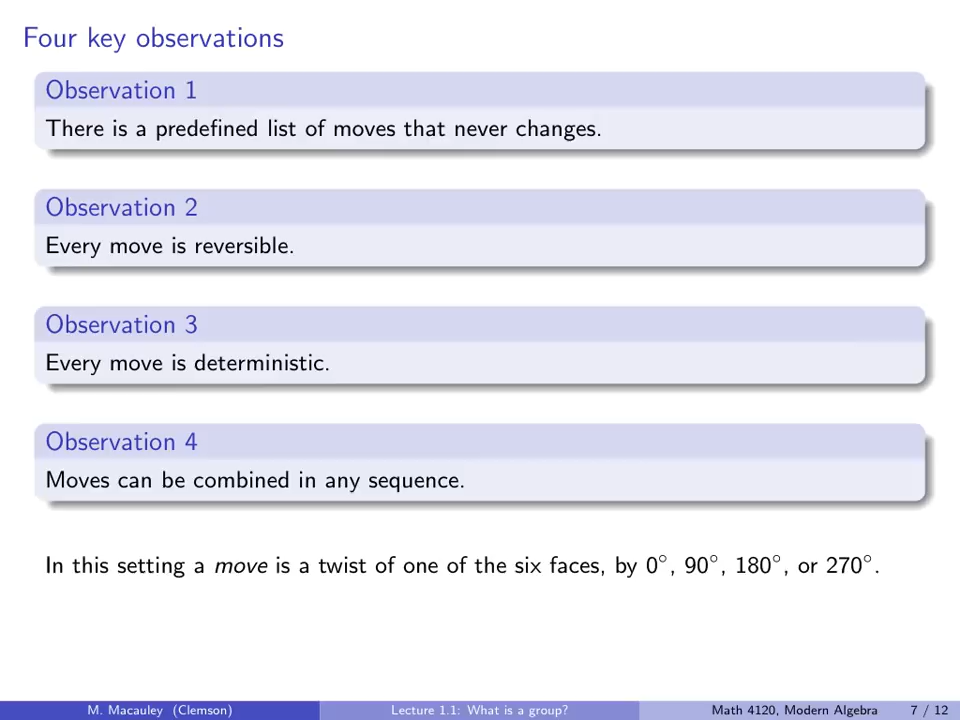 Four key observations
Observation 1
There is a predefined list of moves that never changes.
Observation 2
Every move is reversible.
Observation 3
Every move is deterministic.
Observation 4
Moves can be combined in any sequence.
In this setting a move is a twist of one of the six faces, by 0°, 90°, 180°, or 270°.
M. Macauley (Clemson) Lecture 1.1: What is a group? Math 4120, Modern Algebra 7 / 12